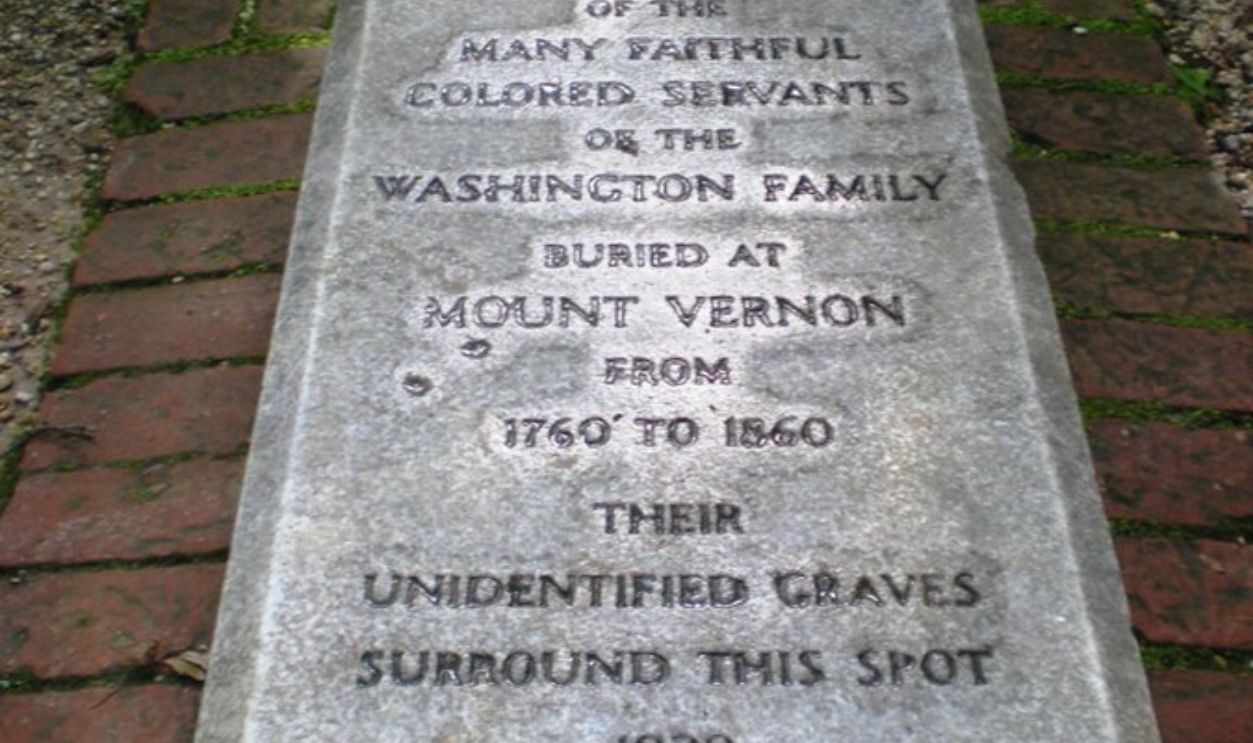 OF THE
MANY FAITHFUL
COLORED SERVANTS
OF THE
WASHINGTON FAMILY
BURIED AT
MOUNT VERNON
FROM
1760 TO 1860
THEIR
UNIDENTIFIED GRAVES
SURROUND THIS SPOT